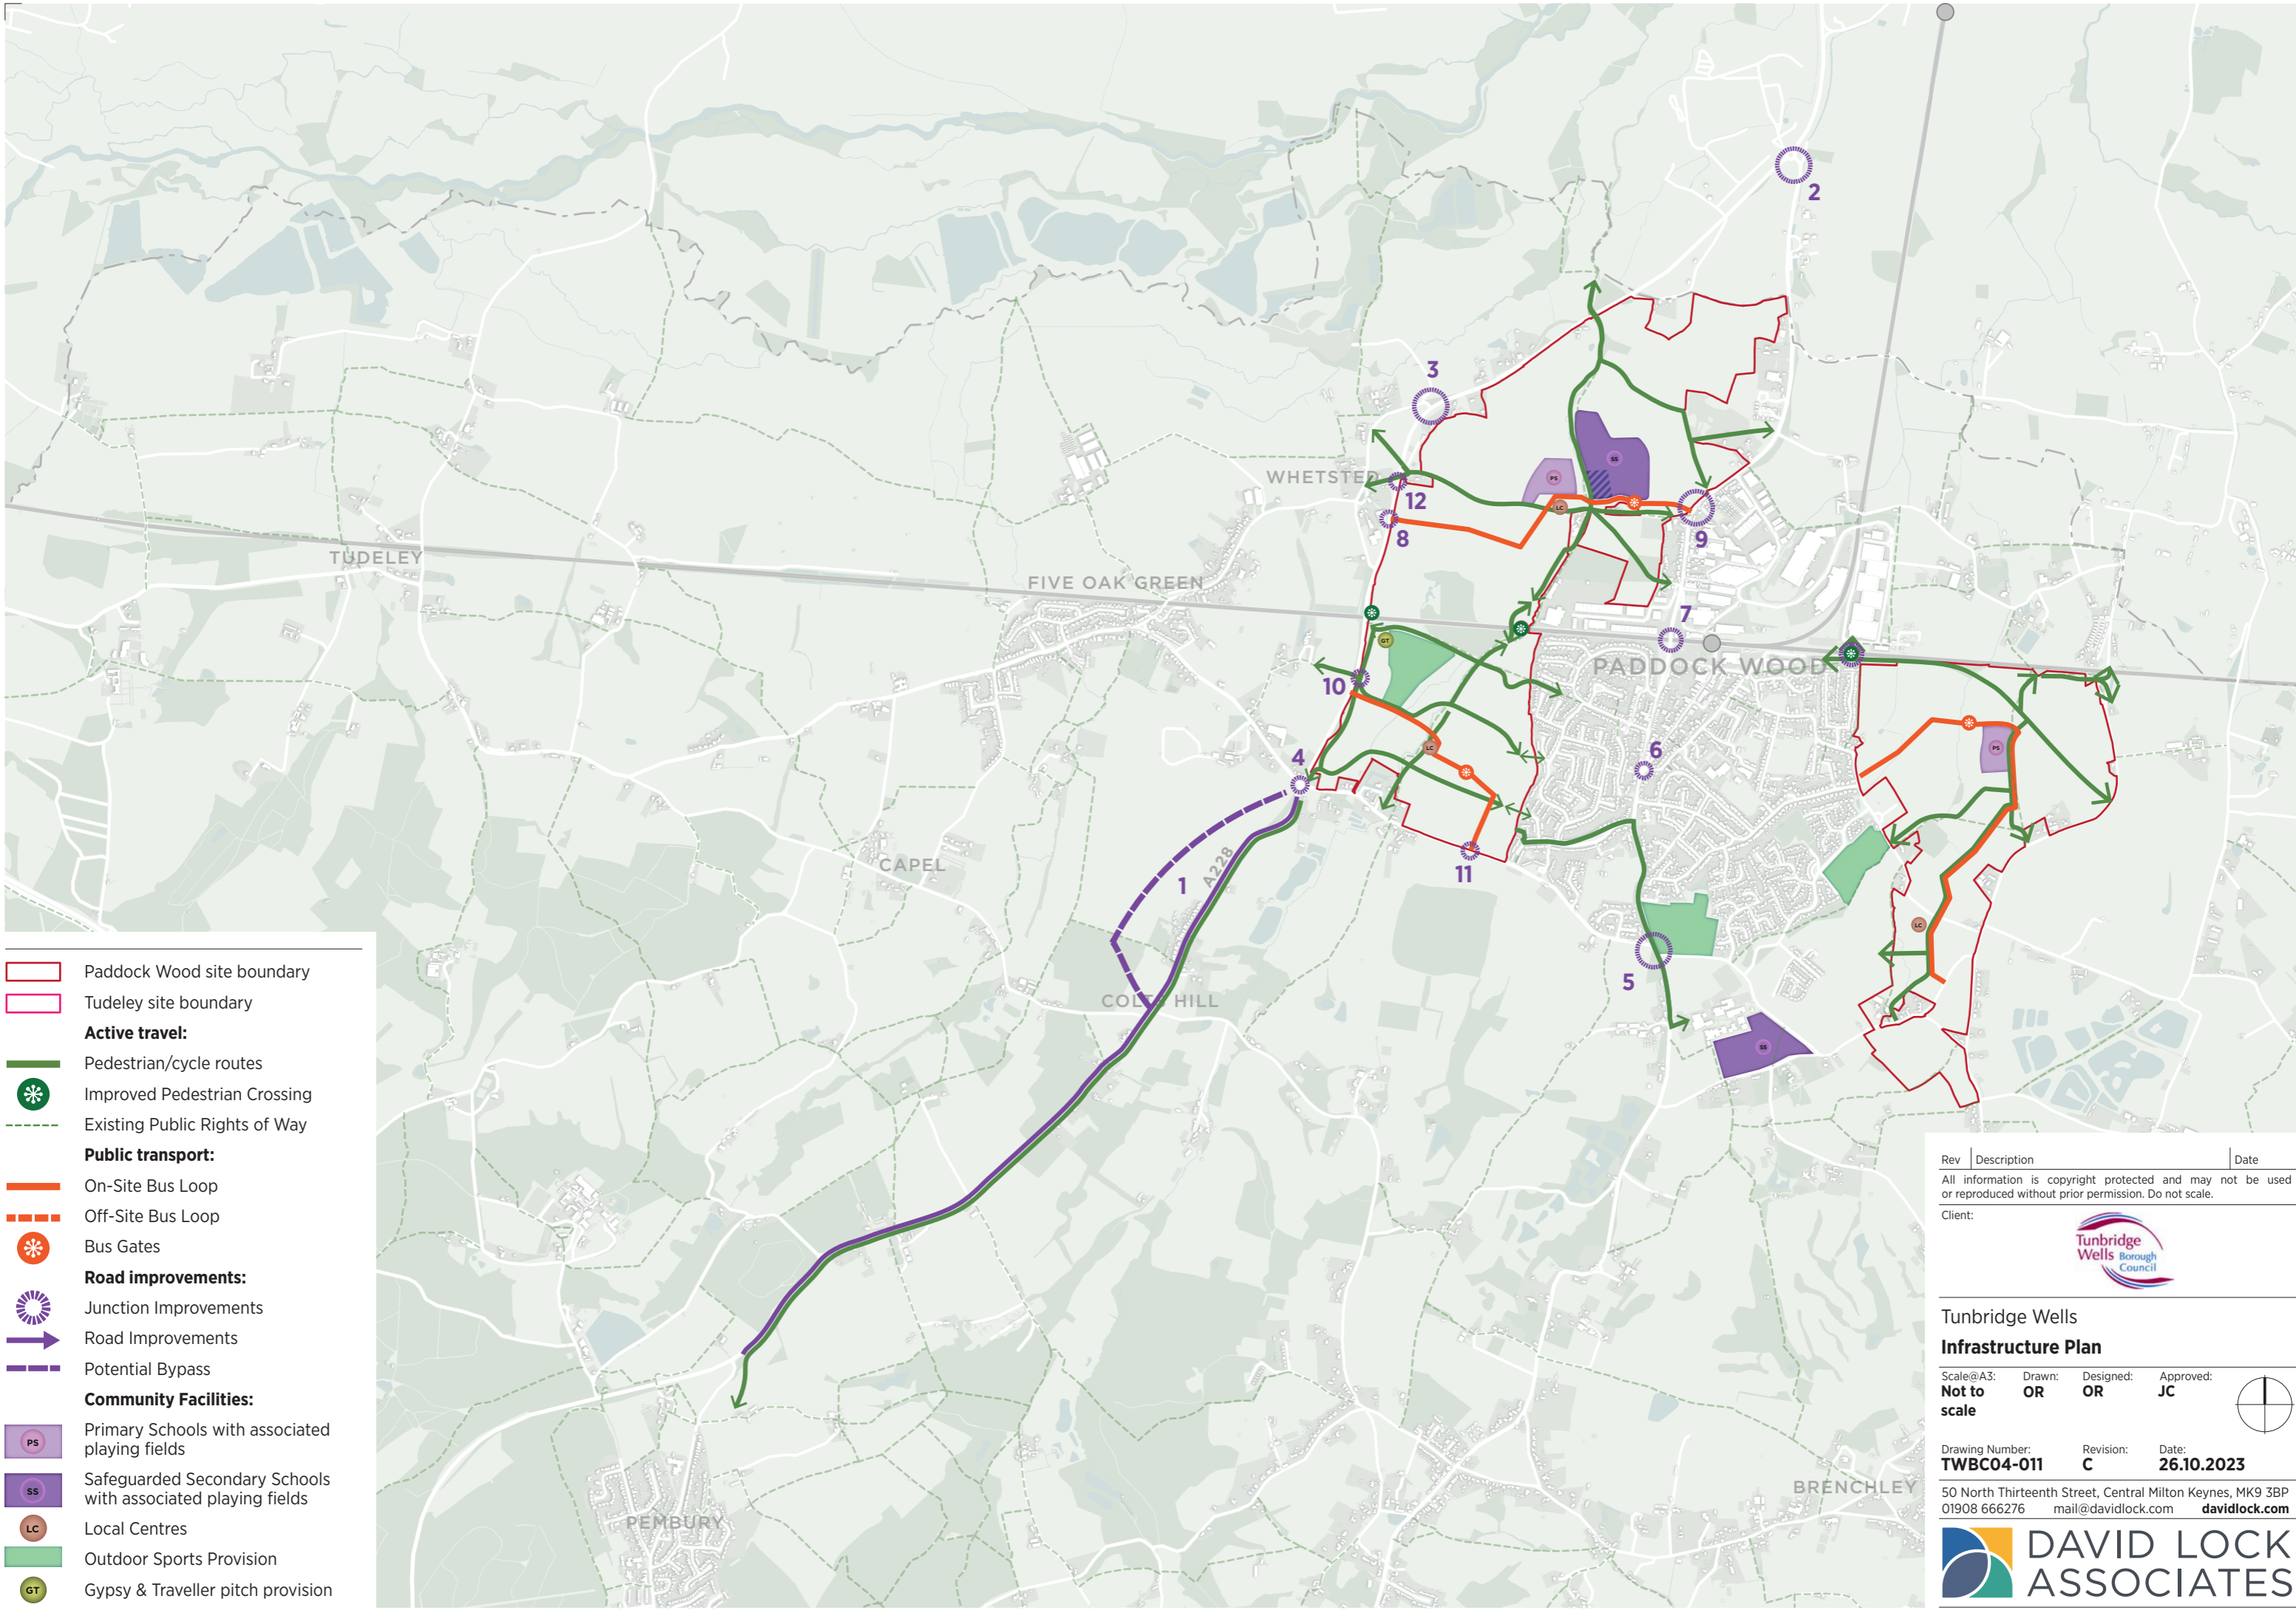 2
3
WHETSTED
SS
PS
12
LC
8
9
TUDELEY
FIVE OAK GREEN
7
GT
PADDOCK WOOD
10
4
6
PS
LC
A228
1
CAPEL
11
LC
5
COLTS HILL
SS
PEMBURY
BRENCHLEY
Paddock Wood site boundary
Tudeley site boundary
Active travel:
Pedestrian/cycle routes
Improved Pedestrian Crossing
Existing Public Rights of Way
Public transport:
On-Site Bus Loop
Off-Site Bus Loop
Bus Gates
Road improvements:
Junction Improvements
Road Improvements
Potential Bypass
Community Facilities:
PS
Primary Schools with associated
playing fields
SS
Safeguarded Secondary Schools
with associated playing fields
LC
Local Centres
Outdoor Sports Provision
GT
Gypsy & Traveller pitch provision
Rev Description Date
All information is copyright protected and may not be used
or reproduced without prior permission. Do not scale.
Client:
Tunbridge
Wells Borough
Council
Tunbridge Wells
Infrastructure Plan
Scale@A3: Drawn: Designed: Approved:
Not to OR OR JC
scale
Drawing Number: Revision: Date:
TWBC04-011 C 26.10.2023
50 North Thirteenth Street, Central Milton Keynes, MK9 3BP
01908 666276 mail@davidlock.com davidlock.com
DAVID LOCK
ASSOCIATES